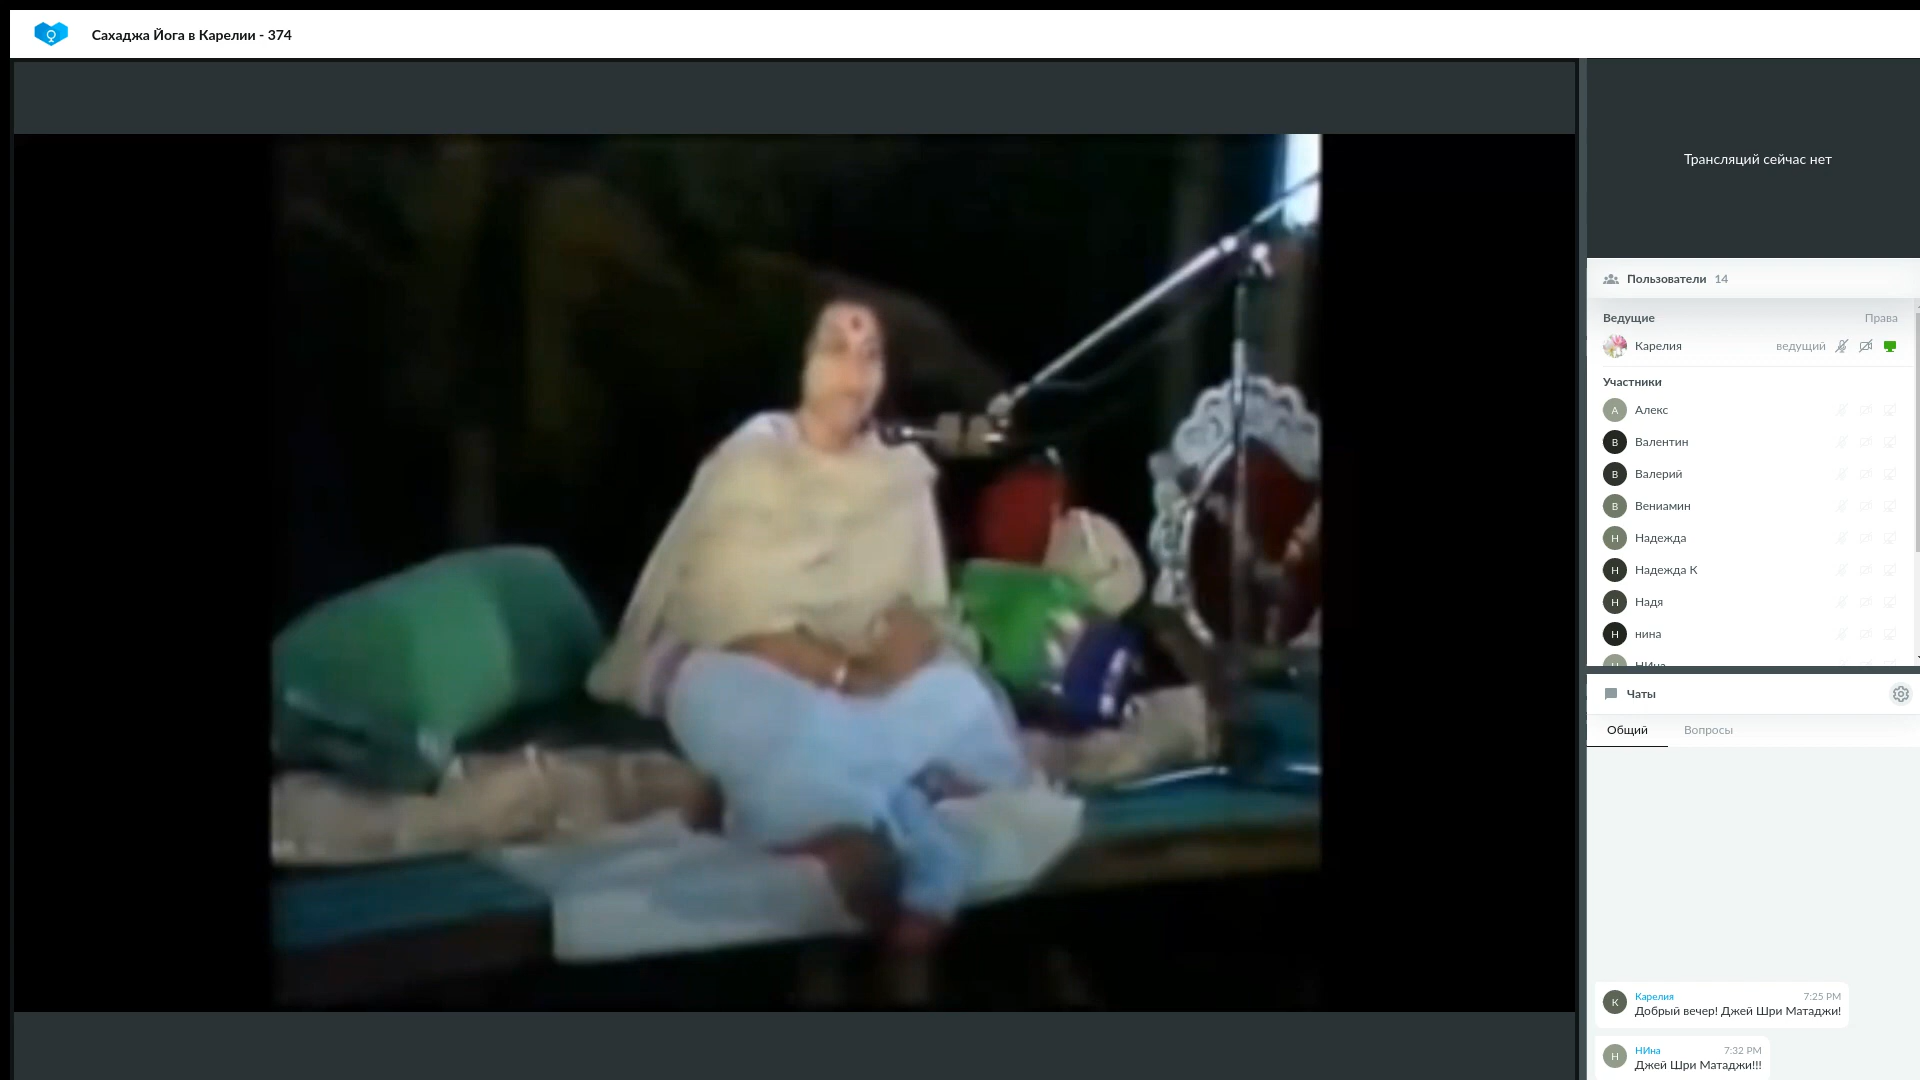 Сахаджа Йога в Карелии - 374
Трансляций сейчас нет
Пользователи 14
Ведущие Права
Карелия ведущий
Участники
А Алекс
В Валентин
В Валерий
В Вениамин
Н Надежда
Н Надежда К
Н Надя
Н нина
Н НИна
Чаты
Общий Вопросы
К Карелия 7:25 PM
Добрый вечер! Джей Шри Матаджи!
Н НИна 7:32 PM
Джей Шри Матаджи!!!